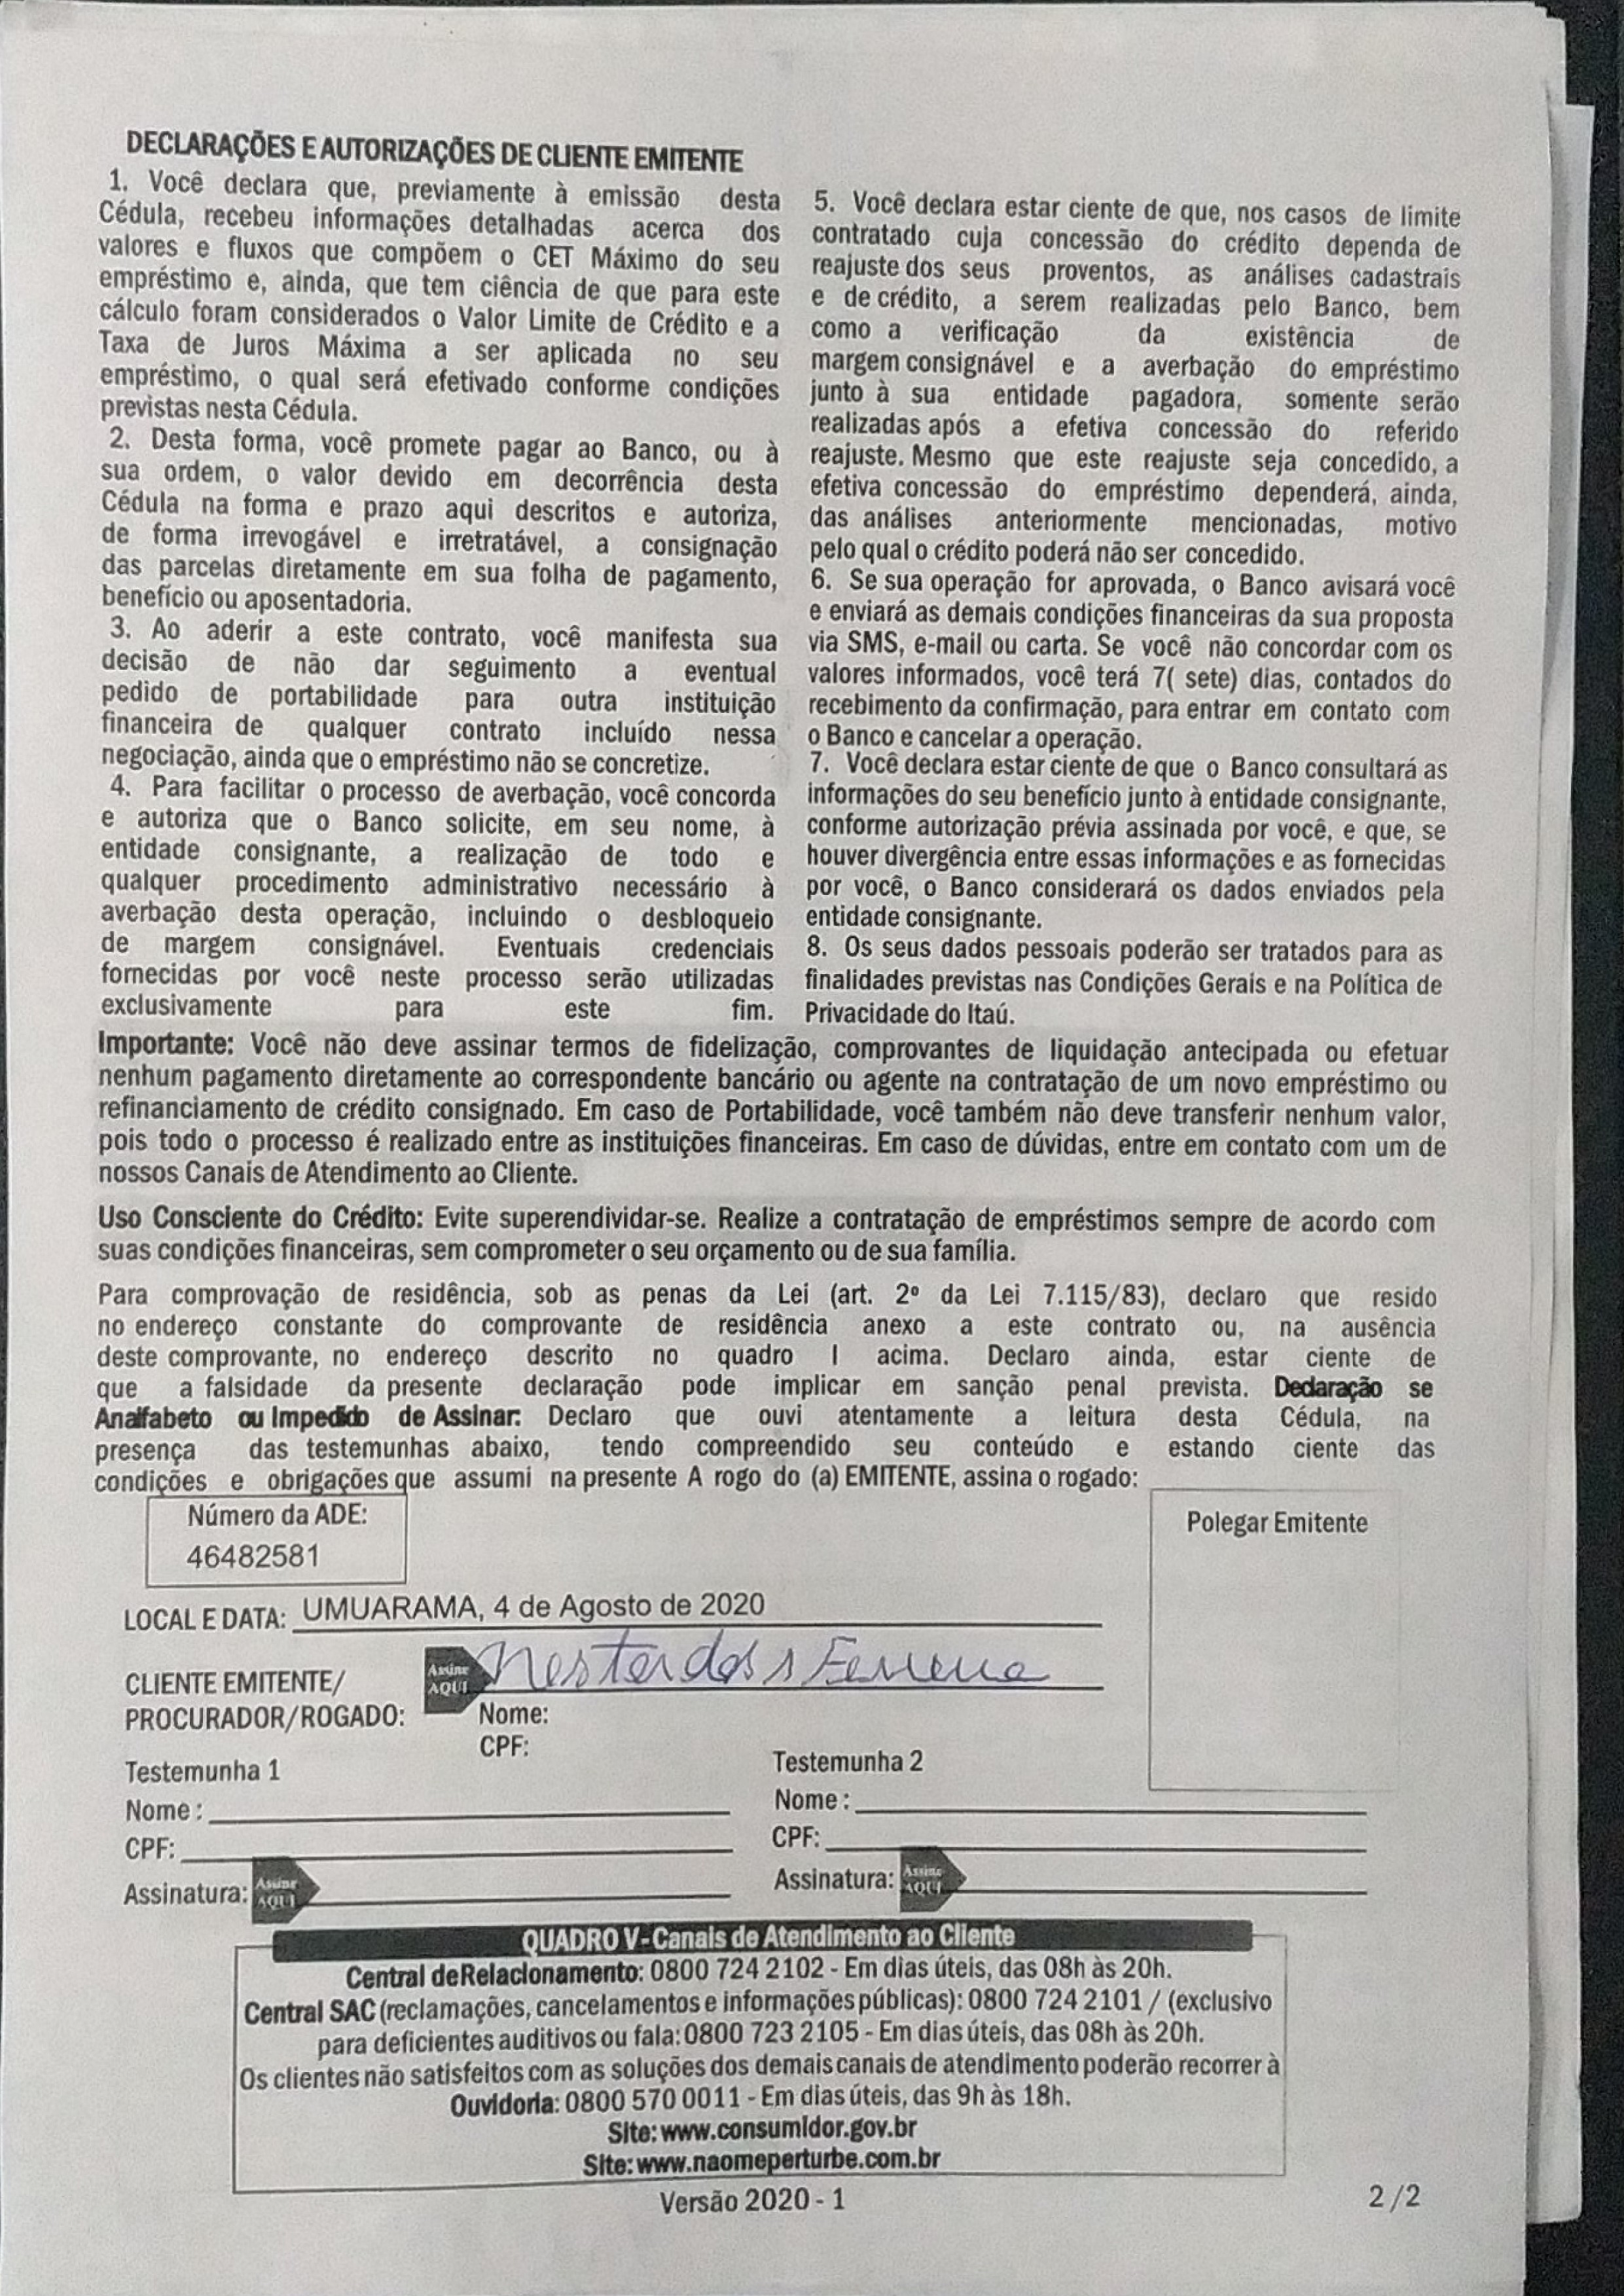 DECLARAÇÕES E AUTORIZAÇÕES DE CLIENTE EMITENTE
1. Você declara que, previamente à emissão desta
Cédula, recebeu informações detalhadas acerca dos
valores e fluxos que compõem o CET Máximo do seu
empréstimo e, ainda, que tem ciência de que para este
cálculo foram considerados o Valor Limite de Crédito e a
Taxa de Juros Máxima a ser aplicada no seu
empréstimo, o qual será efetivado conforme condições
previstas nesta Cédula.
2. Desta forma, você promete pagar ao Banco, ou à
sua ordem, o valor devido em decorrência desta
Cédula na forma e prazo aqui descritos e autoriza,
de forma irrevogável e irretratável, a consignação
das parcelas diretamente em sua folha de pagamento,
benefício ou aposentadoria.
3. Ao aderir a este contrato, você manifesta sua
decisão de não dar seguimento a eventual
pedido de portabilidade para outra instituição
financeira de qualquer contrato incluído nessa
negociação, ainda que o empréstimo não se concretize.
4. Para facilitar o processo de averbação, você concorda
e autoriza que o Banco solicite, em seu nome, à
entidade consignante, a realização de todo e
qualquer procedimento administrativo necessário à
averbação desta operação, incluindo o desbloqueio
de margem consignável. Eventuais credenciais
fornecidas por você neste processo serão utilizadas
exclusivamente para este fim.
5. Você declara estar ciente de que, nos casos de limite
contratado cuja concessão do crédito dependa de
reajuste dos seus proventos, as análises cadastrais
e de crédito, a serem realizadas pelo Banco, bem
como a verificação da existência de
margem consignável e a averbação do empréstimo
junto à sua entidade pagadora, somente serão
realizadas após a efetiva concessão do referido
reajuste. Mesmo que este reajuste seja concedido, a
efetiva concessão do empréstimo dependerá, ainda,
das análises anteriormente mencionadas, motivo
pelo qual o crédito poderá não ser concedido.
6. Se sua operação for aprovada, o Banco avisará você
e enviará as demais condições financeiras da sua proposta
via SMS, e-mail ou carta. Se você não concordar com os
valores informados, você terá 7( sete) dias, contados do
recebimento da confirmação, para entrar em contato com
o Banco e cancelar a operação.
7. Você declara estar ciente de que o Banco consultará as
informações do seu benefício junto à entidade consignante,
conforme autorização prévia assinada por você, e que, se
houver divergência entre essas informações e as fornecidas
por você, o Banco considerará os dados enviados pela
entidade consignante.
8. Os seus dados pessoais poderão ser tratados para as
finalidades previstas nas Condições Gerais e na Política de
Privacidade do Itaú.
Importante: Você não deve assinar termos de fidelização, comprovantes de liquidação antecipada ou efetuar
nenhum pagamento diretamente ao correspondente bancário ou agente na contratação de um novo empréstimo ou
refinanciamento de crédito consignado. Em caso de Portabilidade, você também não deve transferir nenhum valor,
pois todo o processo é realizado entre as instituições financeiras. Em caso de dúvidas, entre em contato com um de
nossos Canais de Atendimento ao Cliente.
Uso Consciente do Crédito: Evite superendividar-se. Realize a contratação de empréstimos sempre de acordo com
suas condições financeiras, sem comprometer o seu orçamento ou de sua família.
Para comprovação de residência, sob as penas da Lei (art. 2º da Lei 7.115/83), declaro que resido
no endereço constante do comprovante de residência anexo a este contrato ou, na ausência
deste comprovante, no endereço descrito no quadro I acima. Declaro ainda, estar ciente de
que a falsidade da presente declaração pode implicar em sanção penal prevista. Declaração se
Analfabeto ou Impedido de Assinar: Declaro que ouvi atentamente a leitura desta Cédula, na
presença das testemunhas abaixo, tendo compreendido seu conteúdo e estando ciente das
condições e obrigações que assumi na presente A rogo do (a) EMITENTE, assina o rogado:
Número da ADE:
46482581
Polegar Emitente
LOCAL E DATA: UMUARAMA, 4 de Agosto de 2020
CLIENTE EMITENTE/
PROCURADOR/ROGADO:
Assine
AQUI
Nestor dos s Ferreira
Nome:
CPF:
Testemunha 1
Nome :
CPF:
Assinatura: Assine
AQUI
Testemunha 2
Nome :
CPF:
Assinatura: Assine
AQUI
QUADRO V - Canais de Atendimento ao Cliente
Central de Relacionamento: 0800 724 2102 - Em dias úteis, das 08h às 20h.
Central SAC (reclamações, cancelamentos e informações públicas): 0800 724 2101 / (exclusivo
para deficientes auditivos ou fala: 0800 723 2105 - Em dias úteis, das 08h às 20h.
Os clientes não satisfeitos com as soluções dos demais canais de atendimento poderão recorrer à
Ouvidoria: 0800 570 0011 - Em dias úteis, das 9h às 18h.
Site: www.consumidor.gov.br
Site: www.naomeperturbe.com.br
Versão 2020 - 1
2 /2